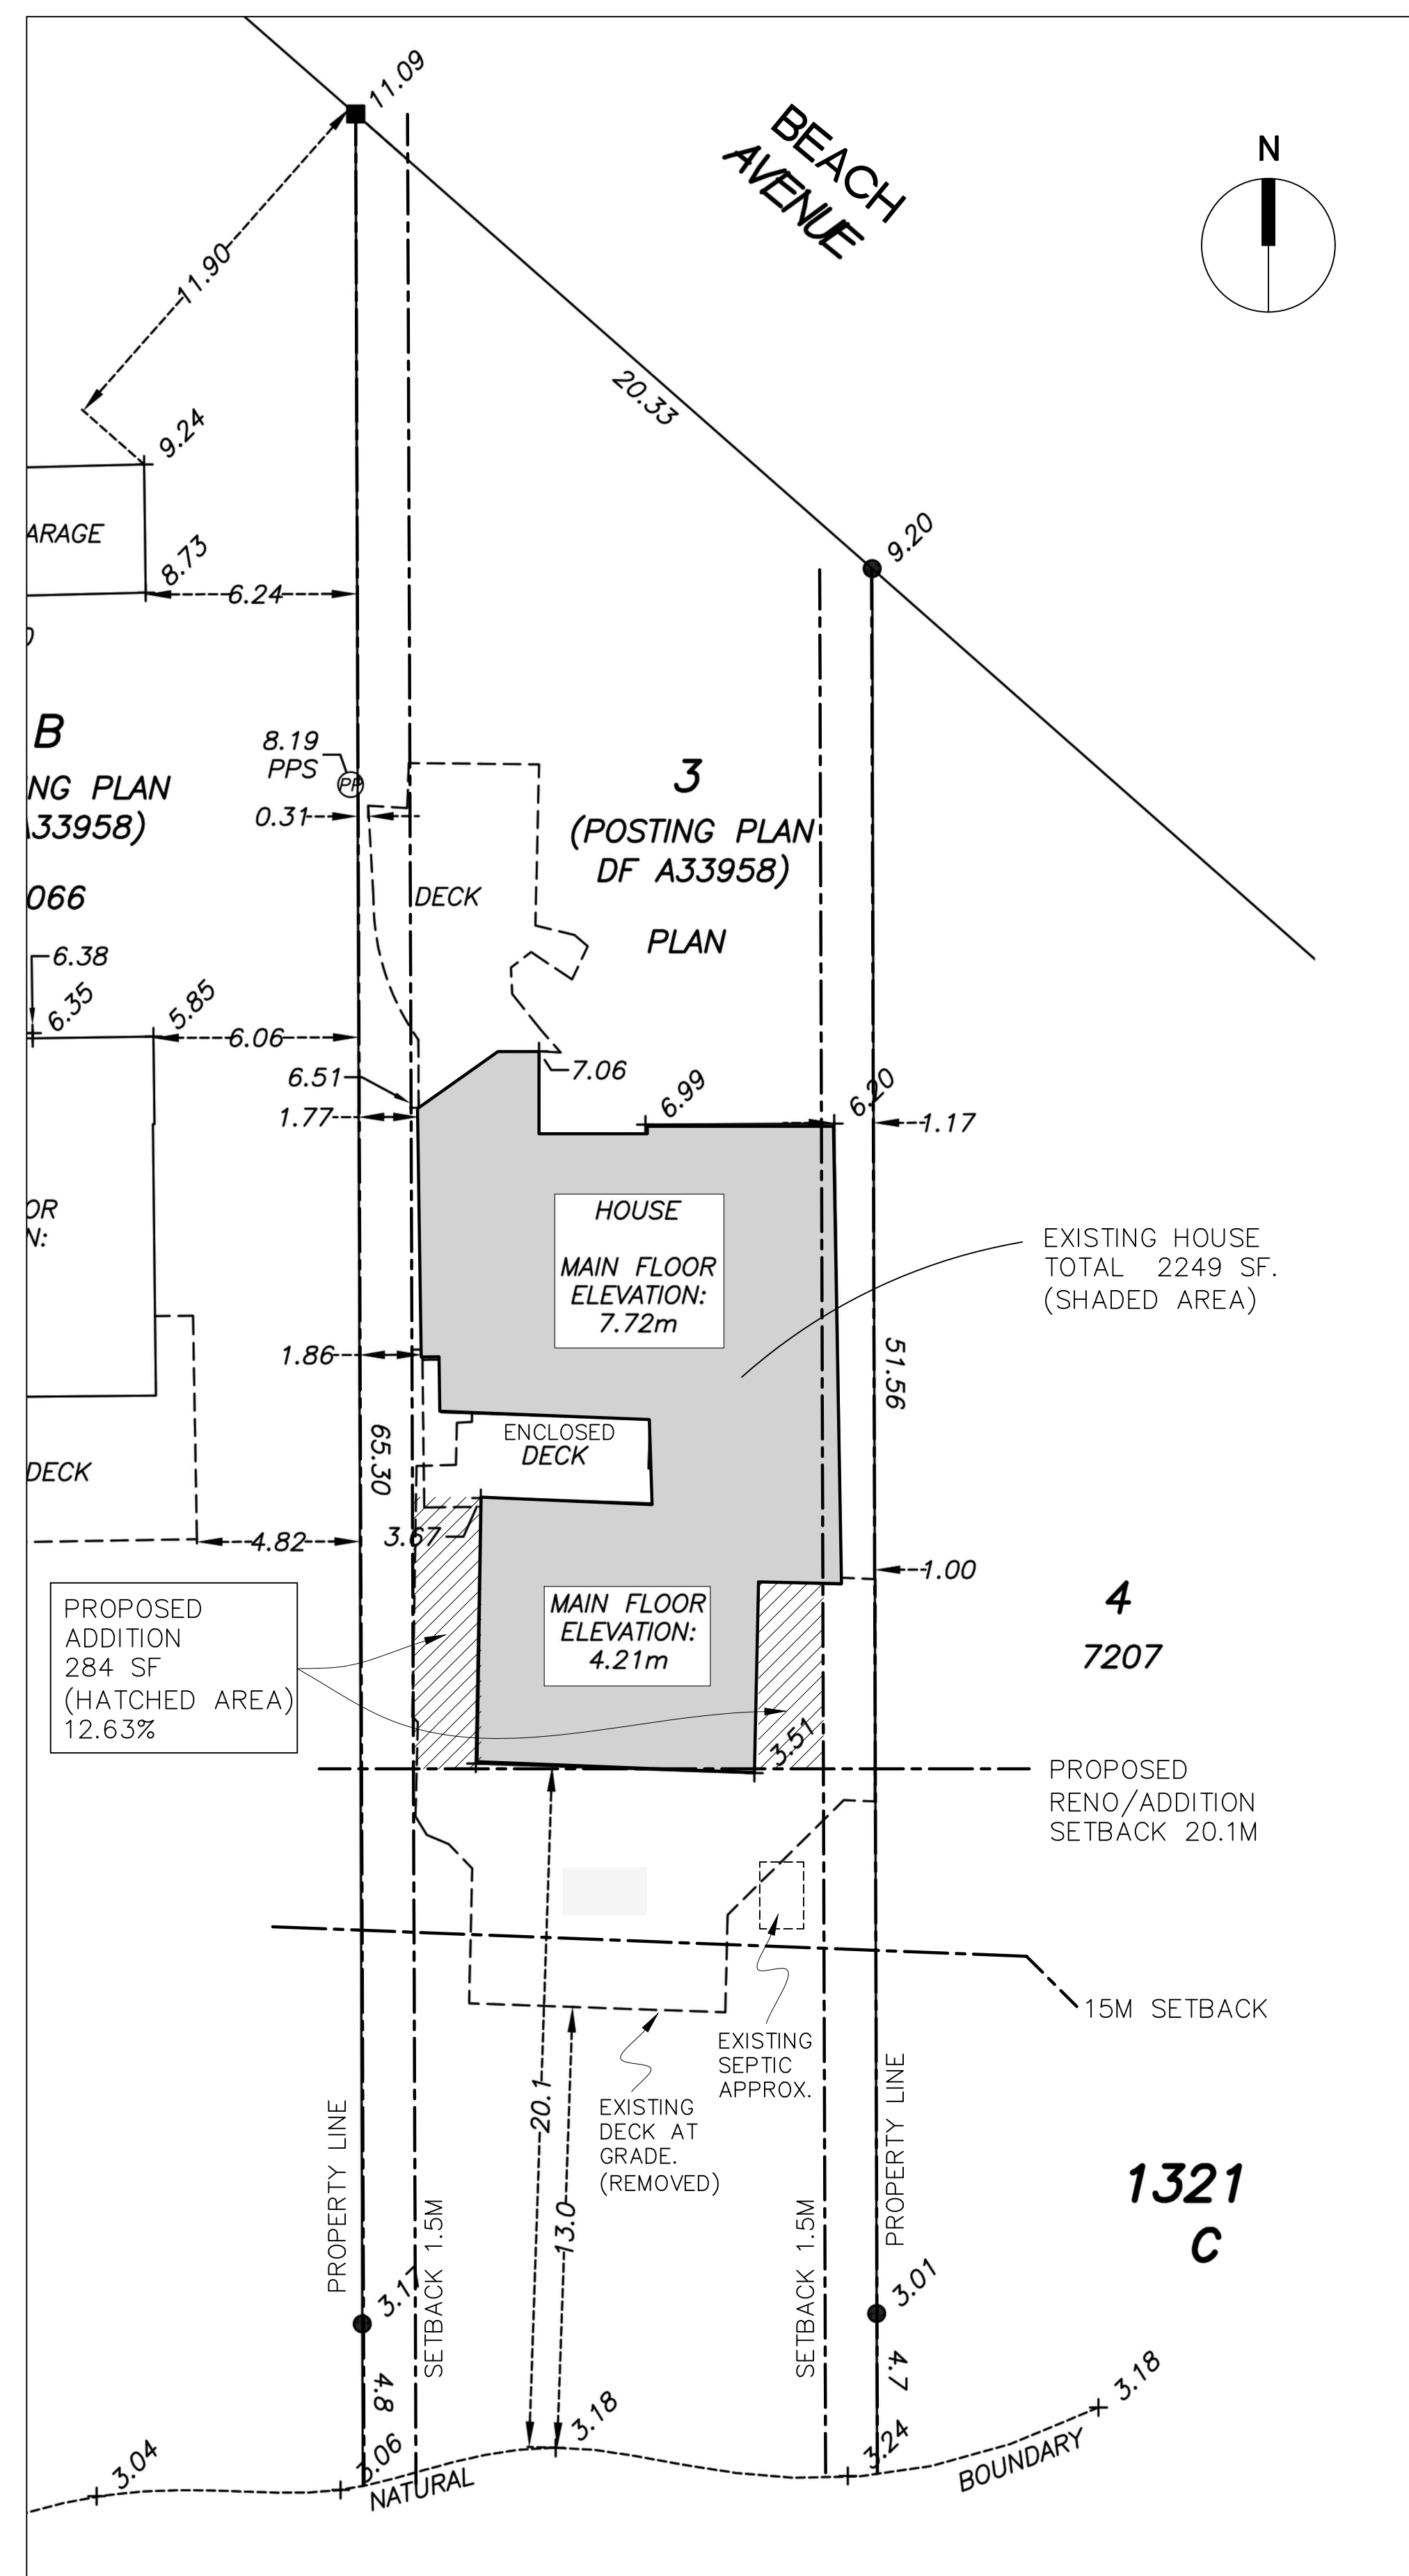 11.09
BEACH
AVENUE
N
11.90
20.33
9.24
9.20
ARAGE
8.73
6.24
B
8.19
PPS
PP
3
NG PLAN
(POSTING PLAN
33958)
0.31
DF A33958)
066
DECK
PLAN
6.38
6.35
5.85
6.06
6.51
7.06
6.99
6.20
1.77
1.17
OR
N:
HOUSE
MAIN FLOOR
ELEVATION:
7.72m
EXISTING HOUSE
TOTAL 2249 SF.
(SHADED AREA)
1.86
51.56
65.30
ENCLOSED
DECK
DECK
4.82
3.67
1.00
PROPOSED
ADDITION
284 SF
(HATCHED AREA)
12.63%
MAIN FLOOR
ELEVATION:
4.21m
4
7207
3.51
PROPOSED
RENO/ADDITION
SETBACK 20.1M
15M SETBACK
EXISTING
SEPTIC
APPROX.
20.1
EXISTING
DECK AT
GRADE.
(REMOVED)
PROPERTY LINE
PROPERTY LINE
13.0
1321
C
SETBACK 1.5M
SETBACK 1.5M
3.17
3.01
4.8
4.7
3.18
3.18
3.04
3.06
3.24
NATURAL
BOUNDARY